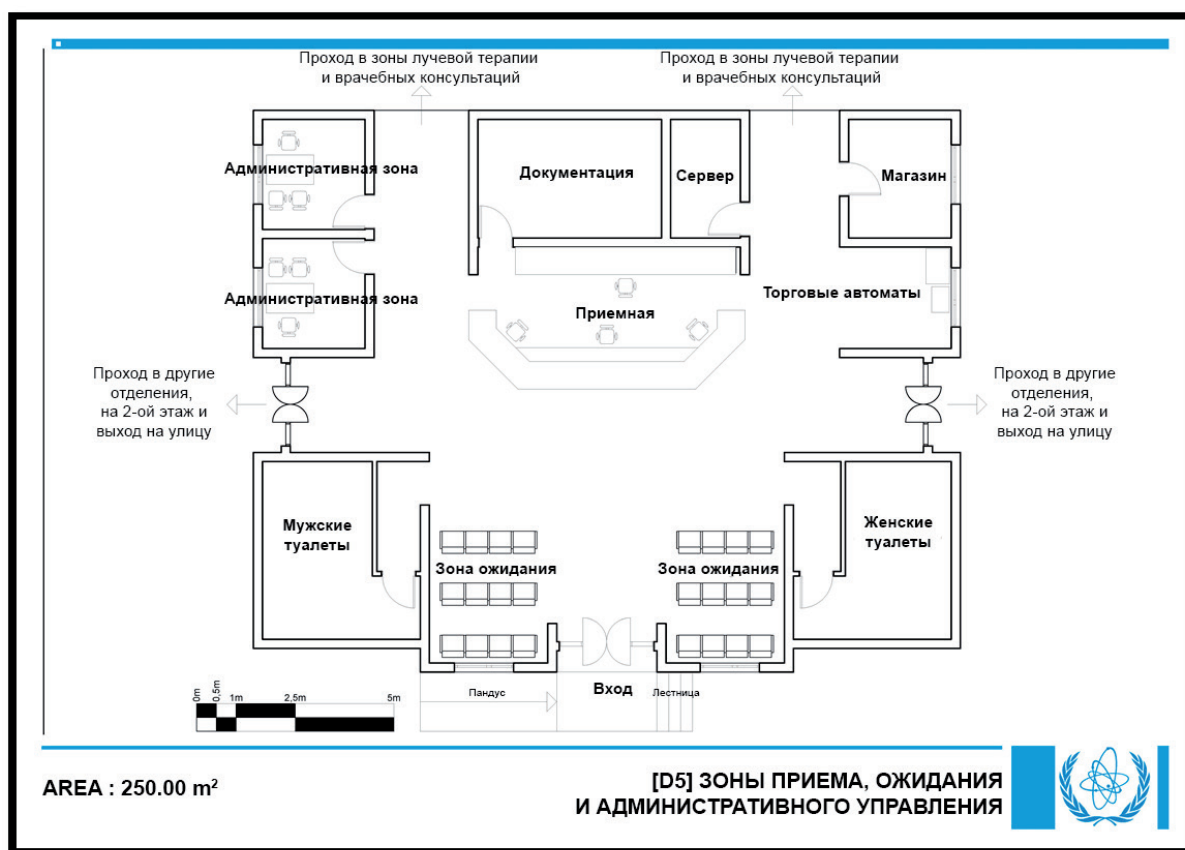 Проход в зоны лучевой терапии
и врачебных консультаций
Проход в зоны лучевой терапии
и врачебных консультаций
Административная зона
Документация
Сервер
Магазин
Административная зона
Приемная
Торговые автоматы
Проход в другие
отделения,
на 2-ой этаж и
выход на улицу
Проход в другие
отделения,
на 2-ой этаж и
выход на улицу
Мужские
туалеты
Женские
туалеты
Зона ожидания
Зона ожидания
Пандус
Вход
Лестница
0m
0,5m
1m
2,5m
5m
AREA : 250.00 m²
[D5] ЗОНЫ ПРИЕМА, ОЖИДАНИЯ
И АДМИНИСТРАТИВНОГО УПРАВЛЕНИЯ